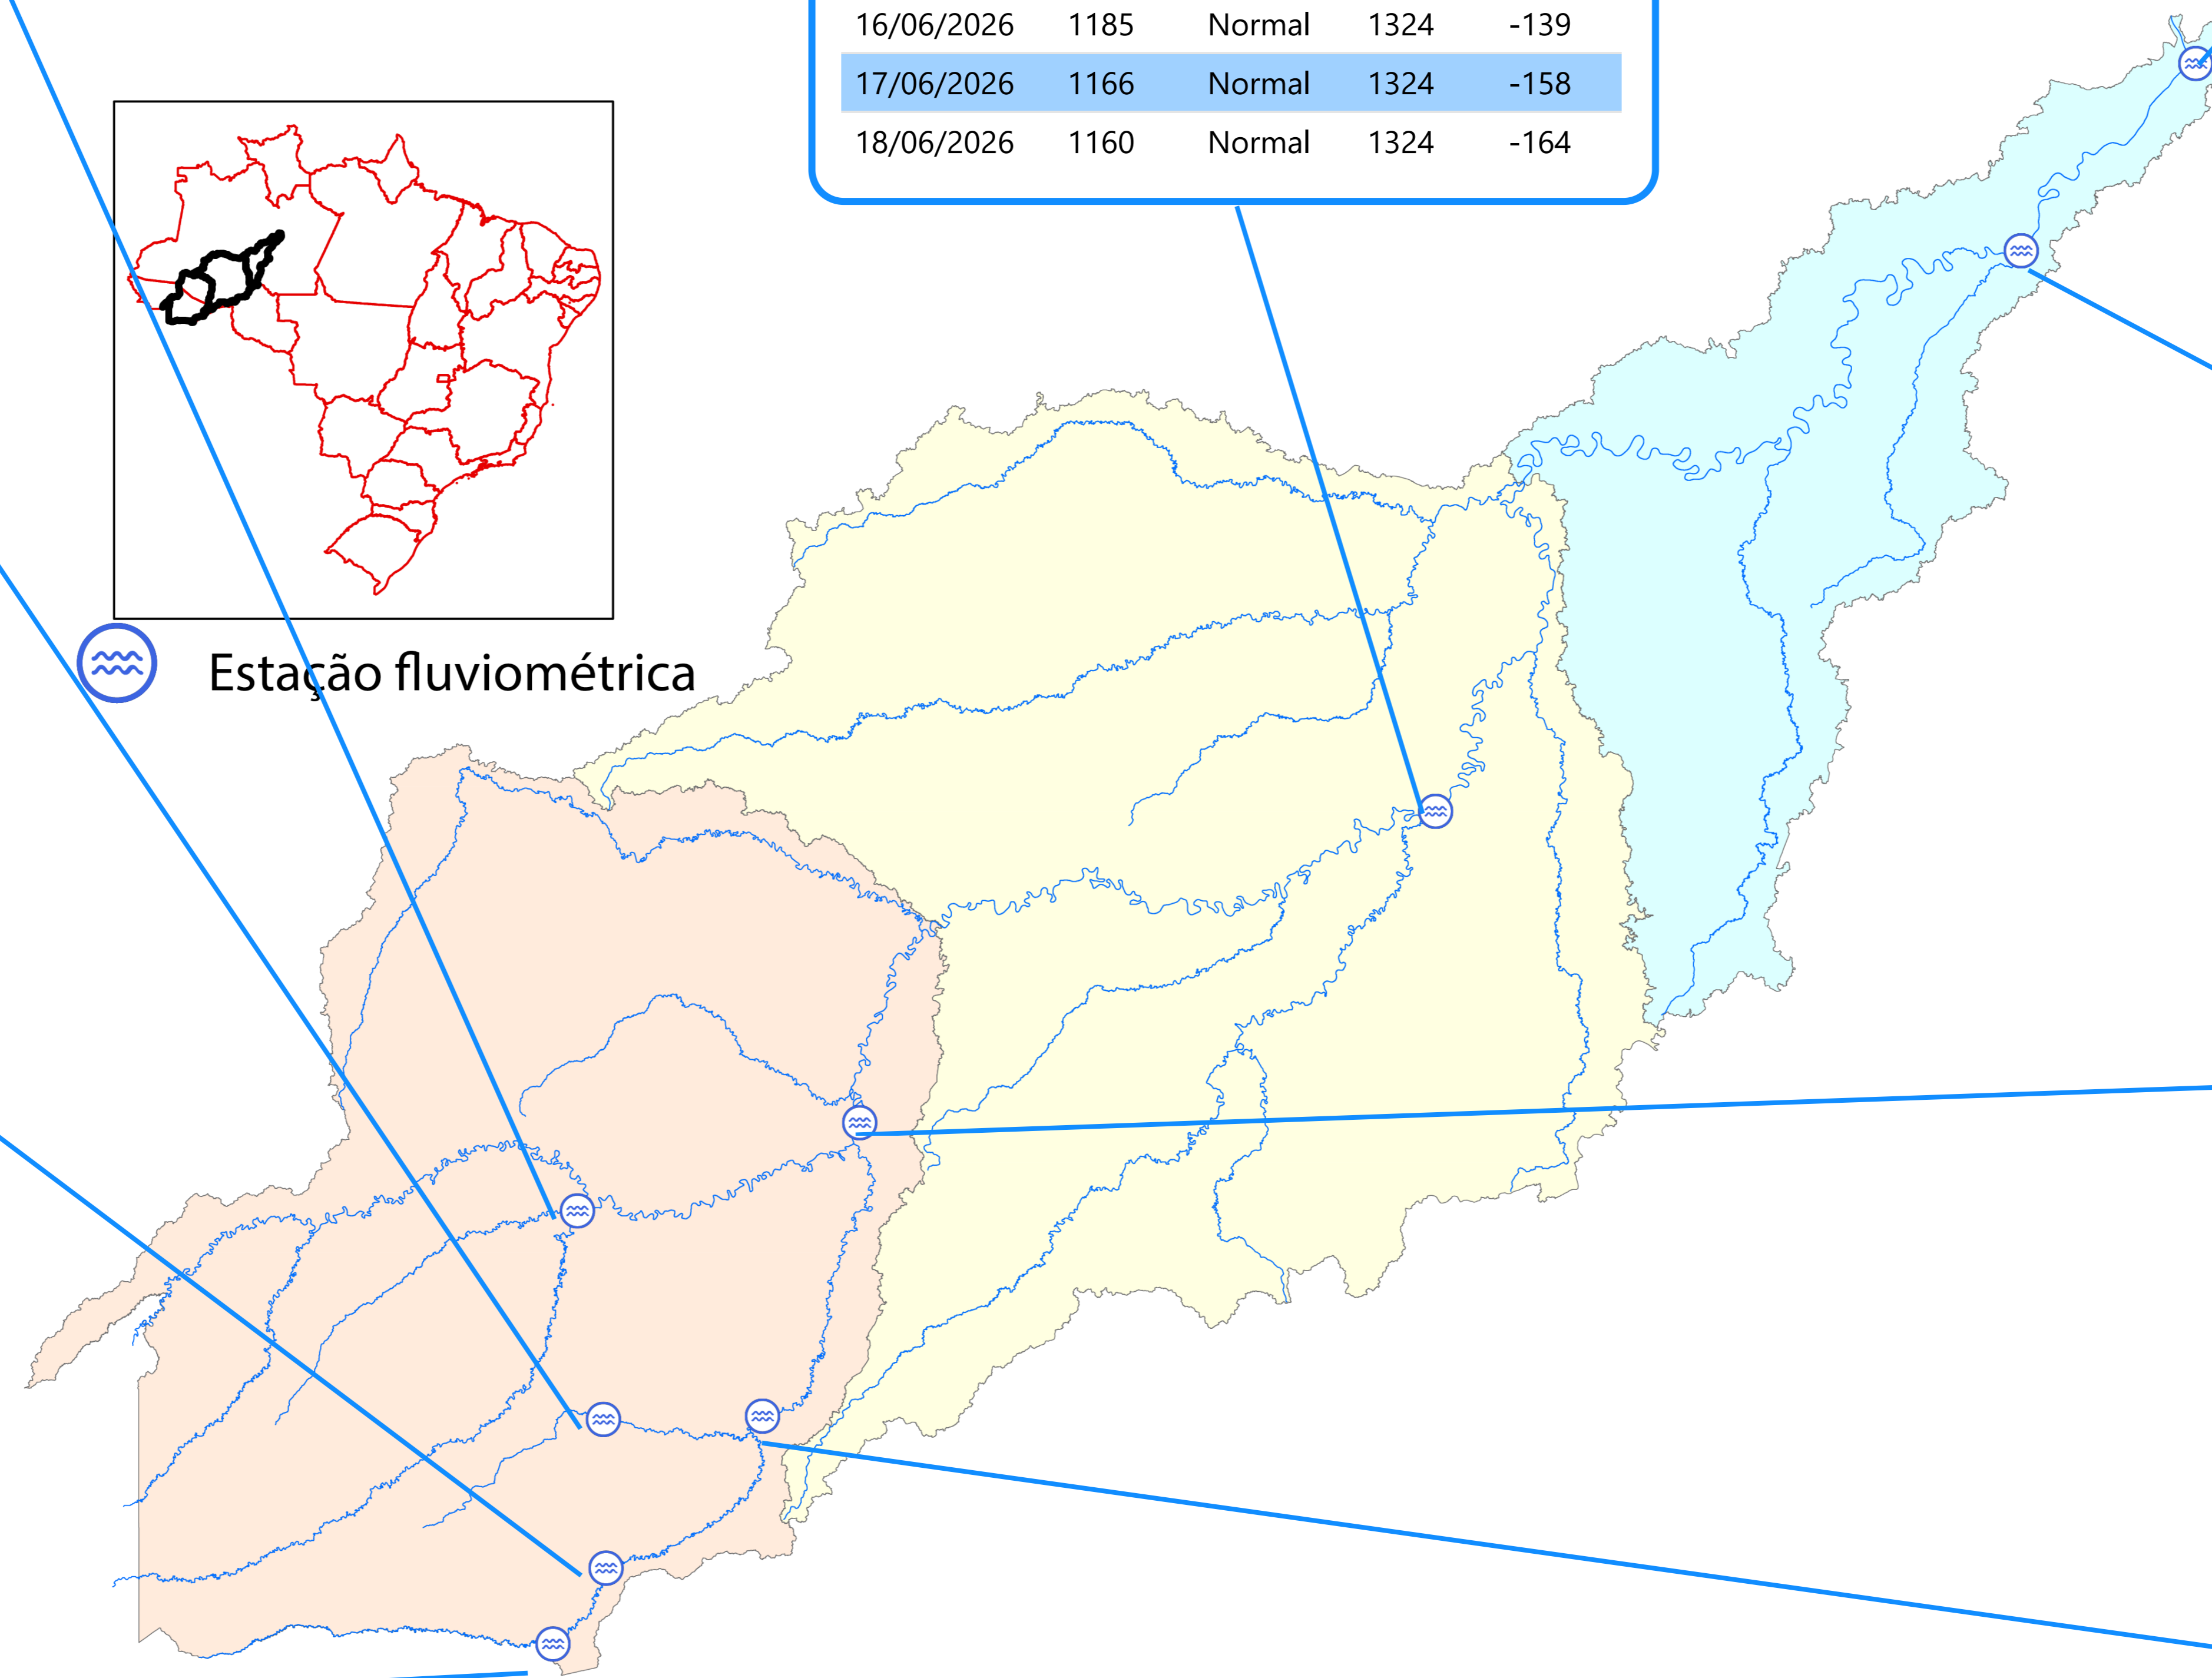 16/06/2026 1185 Normal 1324 -139
17/06/2026 1166 Normal 1324 -158
18/06/2026 1160 Normal 1324 -164
Estação fluviométrica